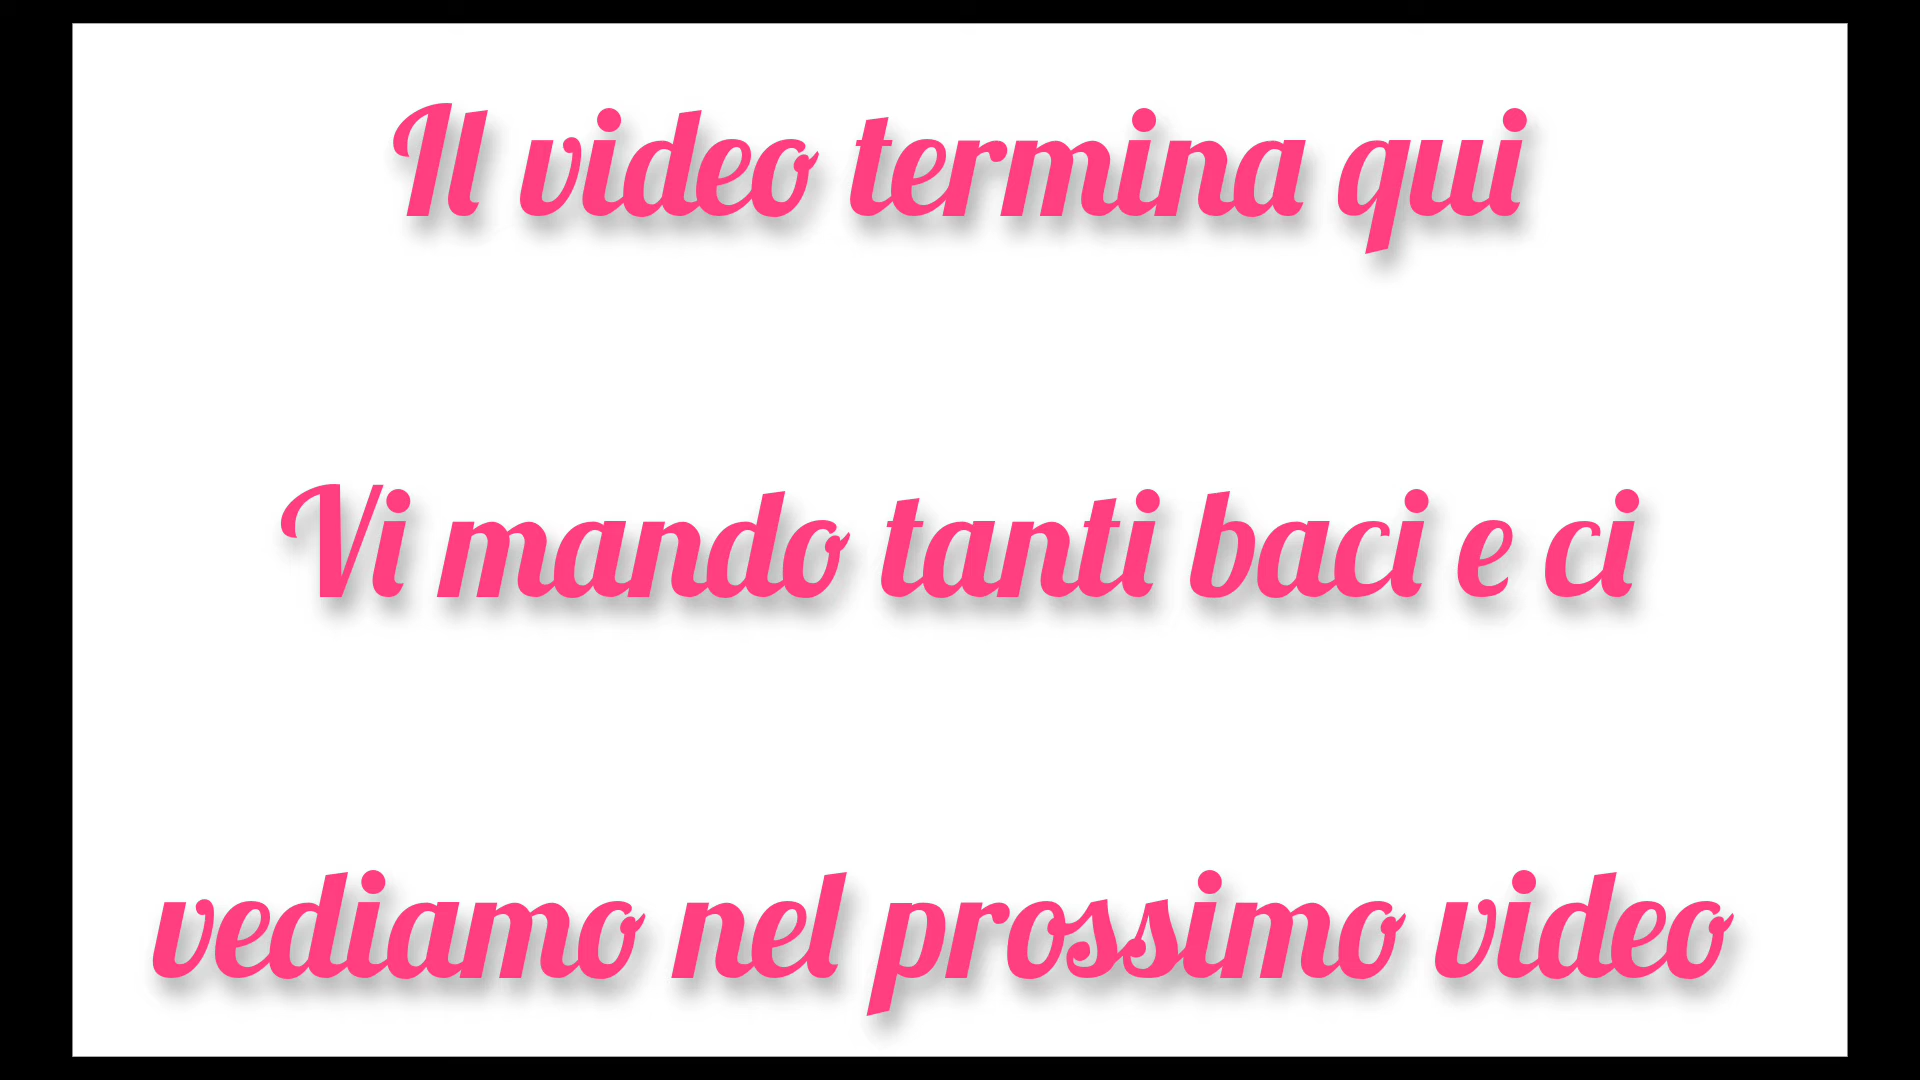 Il video termina qui
Vi mando tanti baci e ci
vediamo nel prossimo video